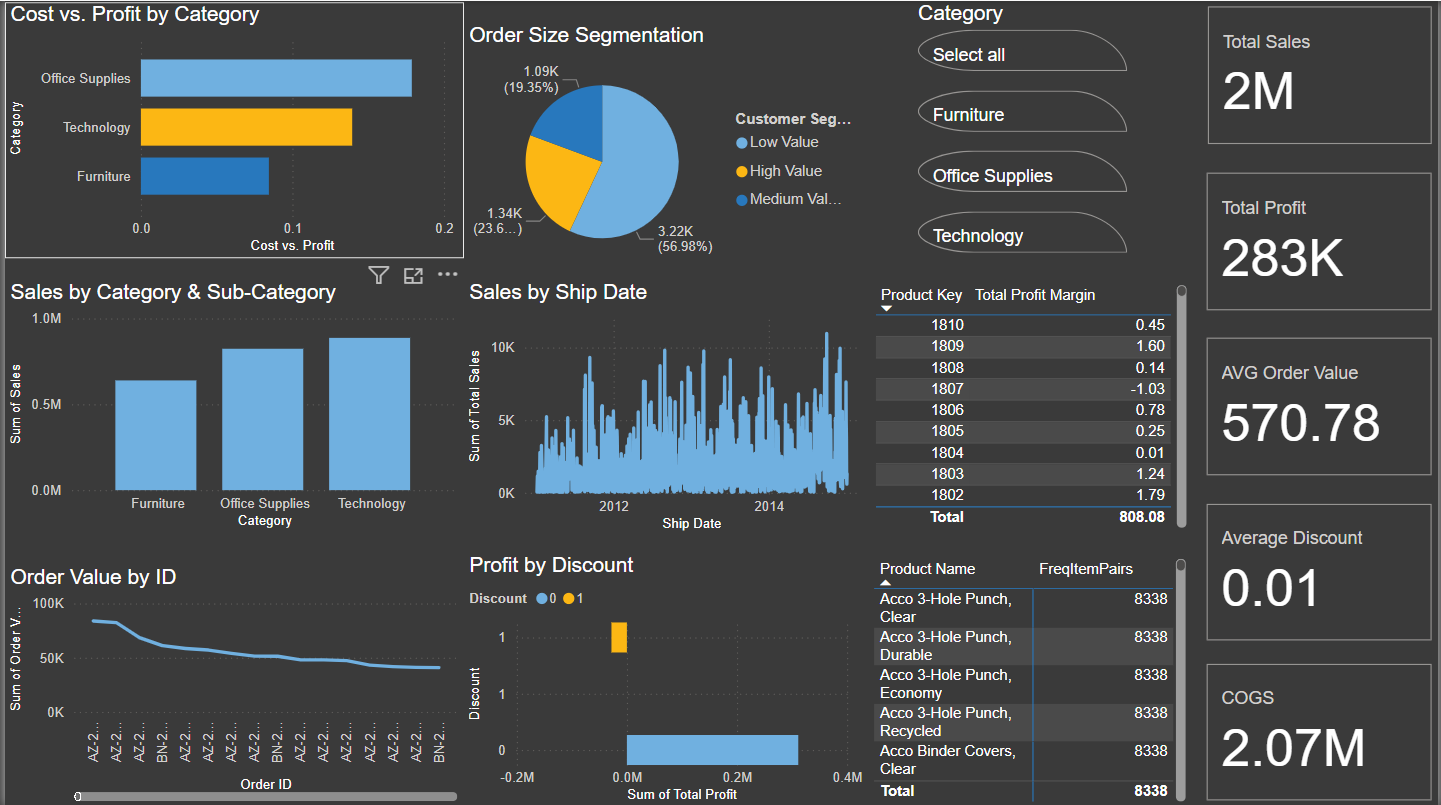 Cost vs. Profit by Category
Category
Office Supplies
Technology
Furniture
0.0
0.1
0.2
Cost vs. Profit
Order Size Segmentation
1.09K
(19.35%)
1.34K
(23.6...)
3.22K
(56.98%)
Customer Seg...
Low Value
High Value
Medium Val...
Category
Select all
Furniture
Office Supplies
Technology
Total Sales
2M
Total Profit
283K
AVG Order Value
570.78
Average Discount
0.01
COGS
2.07M
Sales by Category & Sub-Category
Sum of Sales
1.0M
0.5M
0.0M
Furniture
Office Supplies
Technology
Category
Sales by Ship Date
Sum of Total Sales
10K
5K
0K
2012
2014
Ship Date
Product Key Total Profit Margin
1810 0.45
1809 1.60
1808 0.14
1807 -1.03
1806 0.78
1805 0.25
1804 0.01
1803 1.24
1802 1.79
Total 808.08
Order Value by ID
Sum of Order V...
100K
50K
0K
AZ-2...
AZ-2...
AZ-2...
BN-2...
AZ-2...
AZ-2...
AZ-2...
AZ-2...
BN-2...
AZ-2...
AZ-2...
AZ-2...
AZ-2...
AZ-2...
AZ-2...
BN-2...
Order ID
Profit by Discount
Discount 0 1
Discount
1
1
0
-0.2M
0.0M
0.2M
0.4M
Sum of Total Profit
Product Name FreqItemPairs
Acco 3-Hole Punch, 8338
Clear
Acco 3-Hole Punch, 8338
Durable
Acco 3-Hole Punch, 8338
Economy
Acco 3-Hole Punch, 8338
Recycled
Acco Binder Covers, 8338
Clear
Total 8338